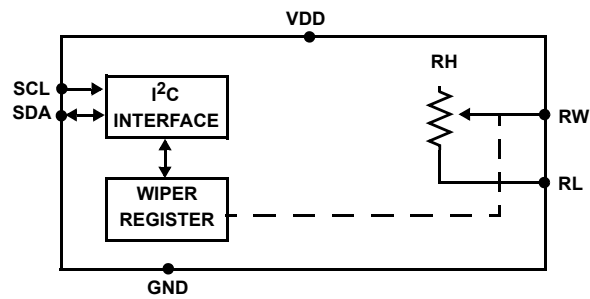 VDD
RH
SCL
SDA
I²C
INTERFACE
RW
WIPER
REGISTER
RL
GND